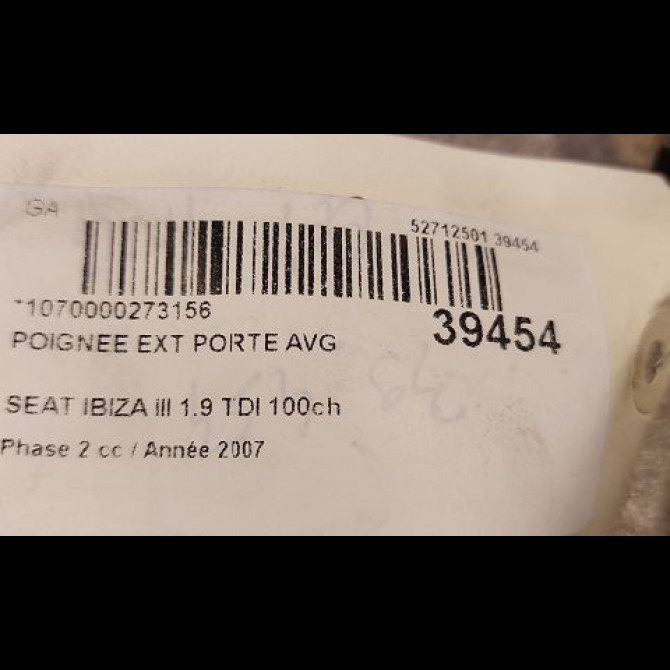 GA
52712501 39454
*1070000273156
39454
POIGNEE EXT PORTE AVG
SEAT IBIZA III 1.9 TDI 100ch
Phase 2 cc / Année 2007